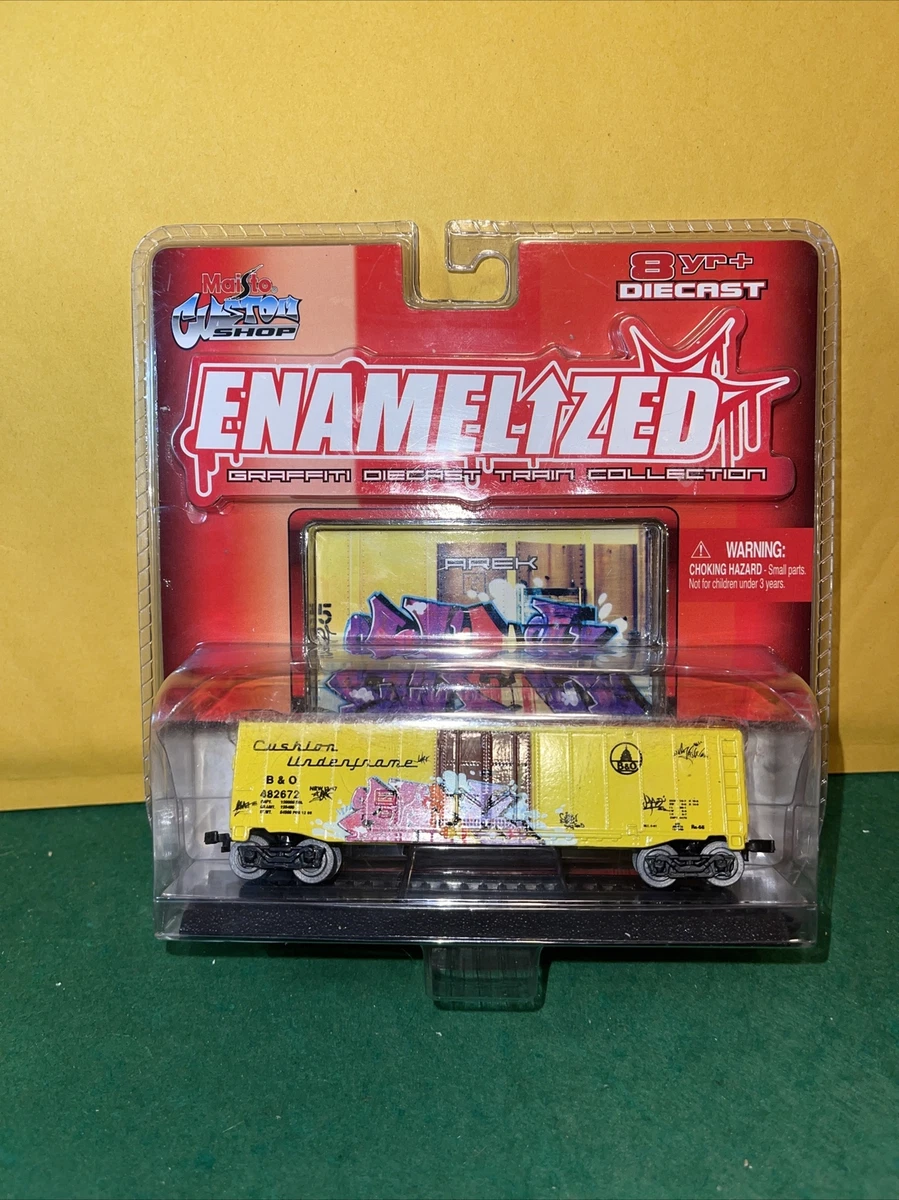 Maisto
CUSTOM
SHOP
8 yr+
DIECAST
ENAMELIZED
GRAFFITI DIECAST TRAIN COLLECTION
WARNING:
CHOKING HAZARD - Small parts.
Not for children under 3 years.
AREK
Cushion
Underframe
B & O
482672
B&O